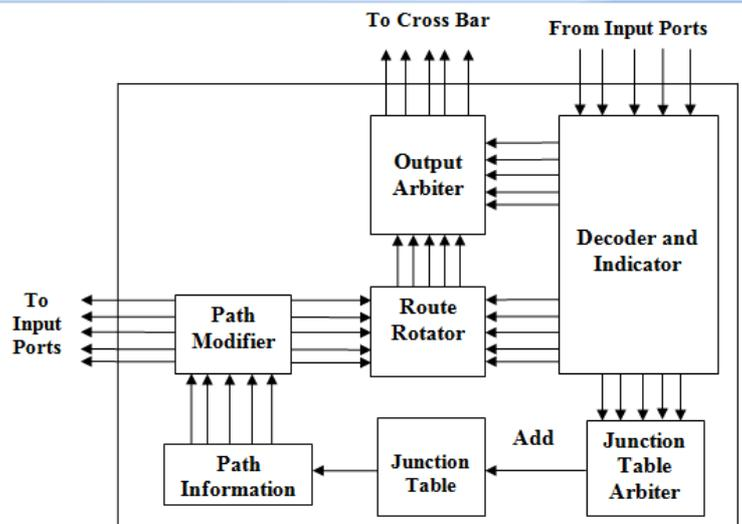 To Cross Bar
From Input Ports
Output
Arbiter
Decoder and
Indicator
To
Input
Ports
Path
Modifier
Route
Rotator
Path
Information
Junction
Table
Add
Junction
Table
Arbiter